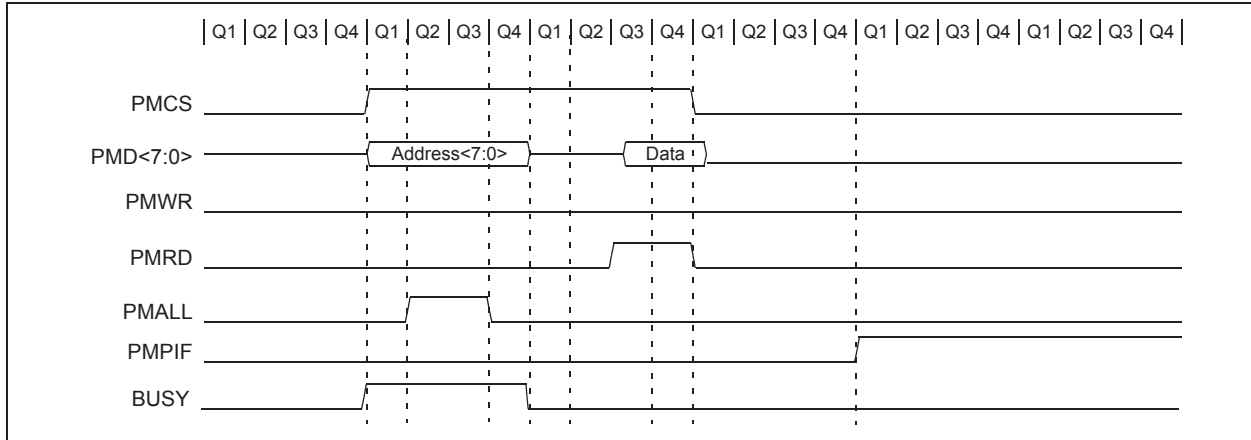 Q1 Q2 Q3 Q4 Q1 Q2 Q3 Q4 Q1 Q2 Q3 Q4 Q1 Q2 Q3 Q4 Q1 Q2 Q3 Q4 Q1 Q2 Q3 Q4
PMCS
PMD<7:0> Address<7:0> Data
PMWR
PMRD
PMALL
PMPIF
BUSY